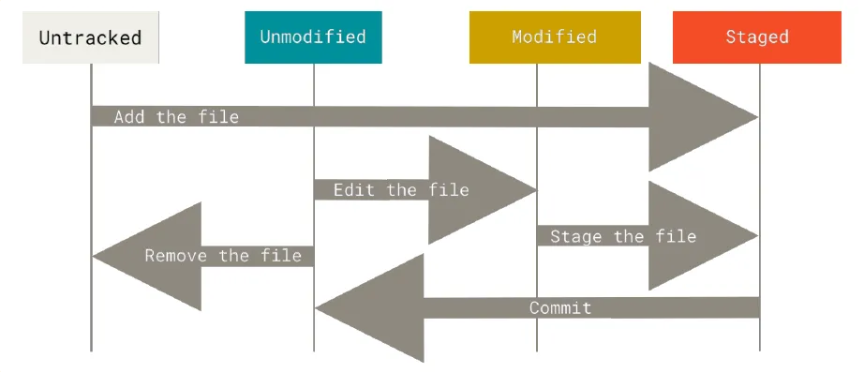 Untracked
Unmodified
Modified
Staged
Add the file
Edit the file
Stage the file
Remove the file
Commit